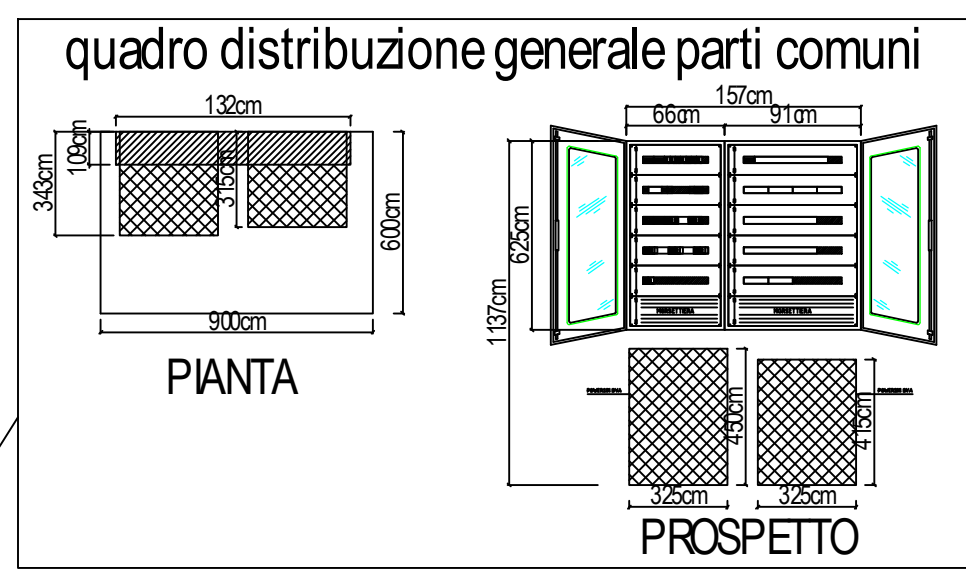 quadro distribuzione generale parti comuni
132cm
109cm
343cm
315cm
600cm
900cm
PIANTA
157cm
66cm
91cm
625cm
1137cm
MORSETTIERA
MORSETTIERA
450cm
415cm
325cm
325cm
PROSPETTO